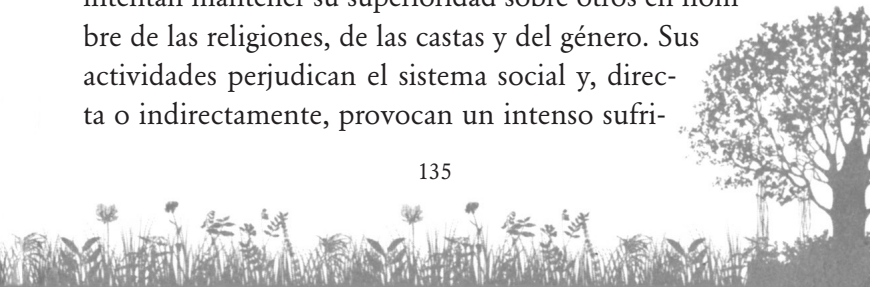 intentan mantener su superioridad sobre otros en nom-
bre de las religiones, de las castas y del género. Sus
actividades perjudican el sistema social y, direc-
ta o indirectamente, provocan un intenso sufri-
135